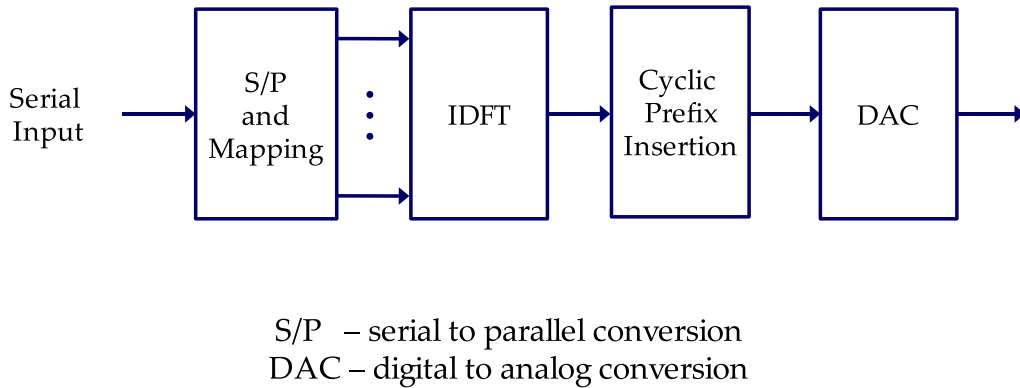 Serial
Input
S/P
and
Mapping
IDFT
Cyclic
Prefix
Insertion
DAC
S/P – serial to parallel conversion
DAC – digital to analog conversion